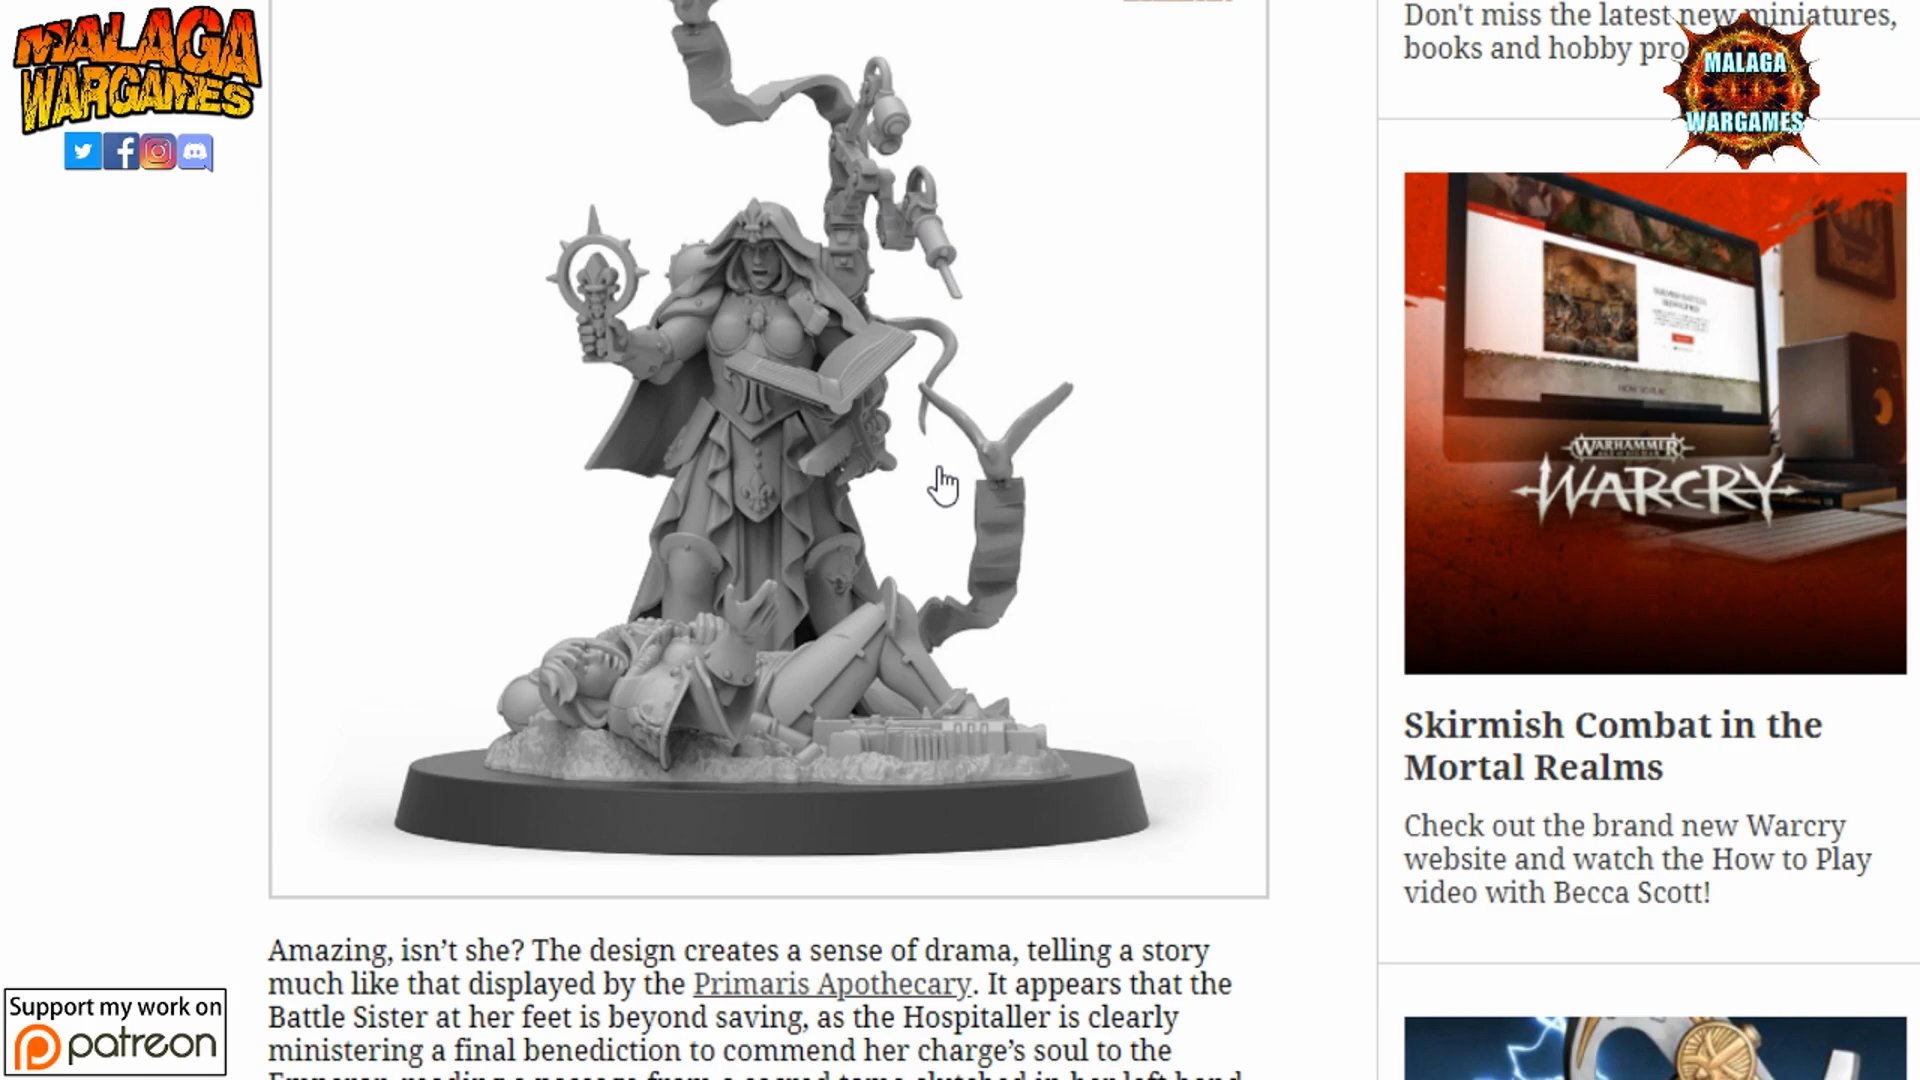 MALAGA
WARGAMES
Support my work on
patreon
Amazing, isn’t she? The design creates a sense of drama, telling a story
much like that displayed by the Primaris Apothecary. It appears that the
Battle Sister at her feet is beyond saving, as the Hospitaller is clearly
ministering a final benediction to commend her charge’s soul to the
Don't miss the latest new miniatures,
books and hobby pro
MALAGA
WARGAMES
WARHAMMER
WARCRY
Skirmish Combat in the
Mortal Realms
Check out the brand new Warcry
website and watch the How to Play
video with Becca Scott!